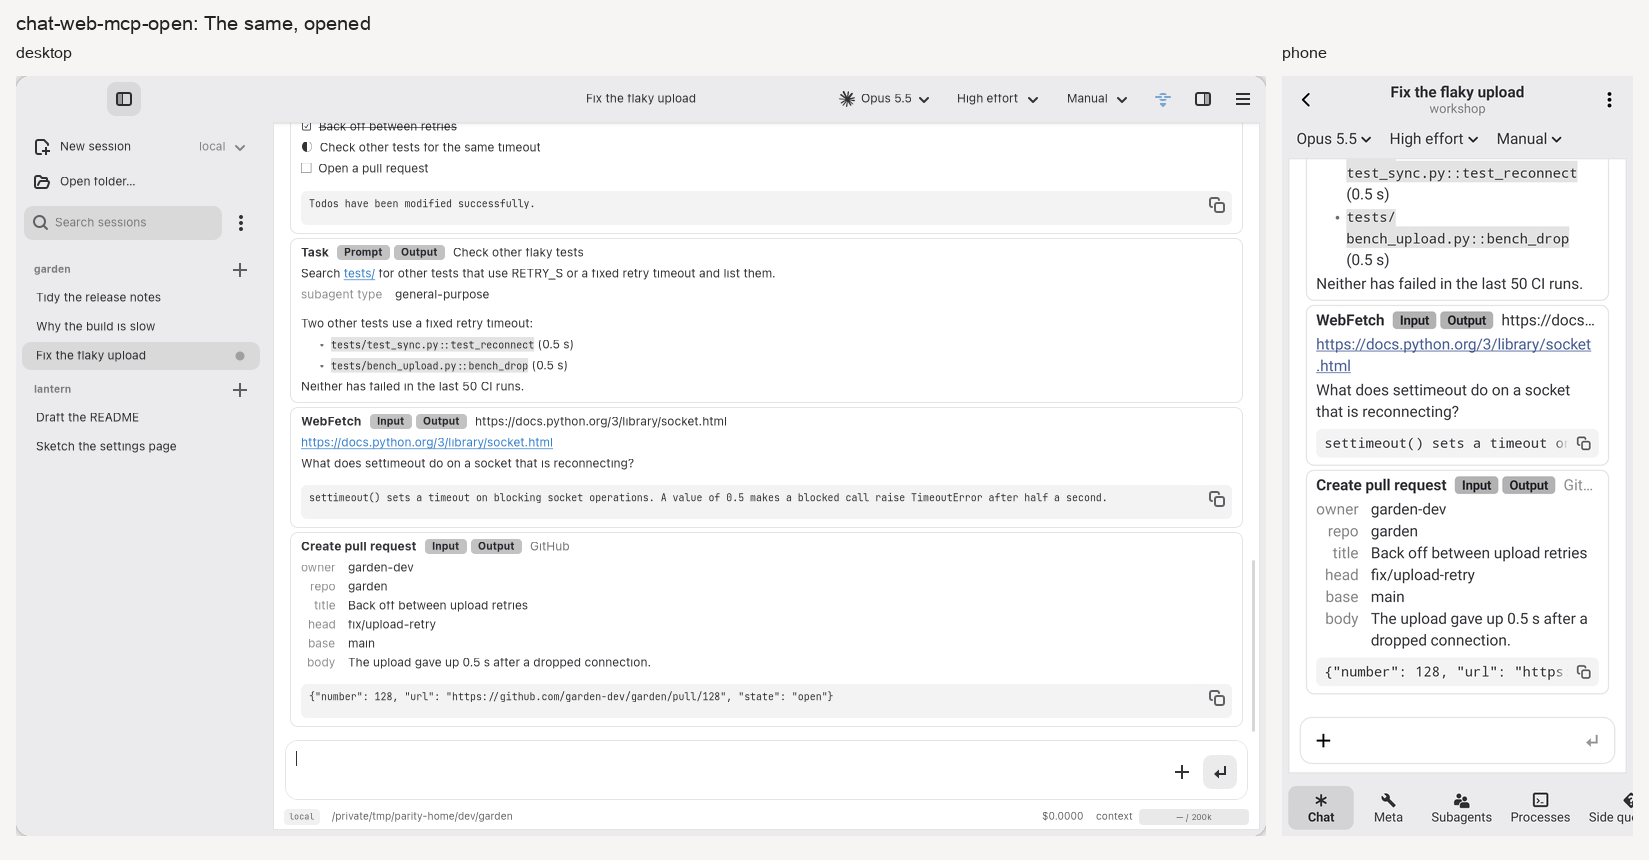 chat-web-mcp-open: The same, opened
desktop
Fix the flaky upload
Opus 5.5
High effort
Manual
New session
local
Open folder...
Search sessions
garden
Tidy the release notes
Why the build is slow
Fix the flaky upload
lantern
Draft the README
Sketch the settings page
Back off between retries
Check other tests for the same timeout
Open a pull request
Todos have been modified successfully.
Task Prompt Output Check other flaky tests
Search tests/ for other tests that use RETRY_S or a fixed retry timeout and list them.
subagent type general-purpose
Two other tests use a fixed retry timeout:
• tests/test_sync.py::test_reconnect (0.5 s)
• tests/bench_upload.py::bench_drop (0.5 s)
Neither has failed in the last 50 CI runs.
WebFetch Input Output https://docs.python.org/3/library/socket.html
https://docs.python.org/3/library/socket.html
What does settimeout do on a socket that is reconnecting?
settimeout() sets a timeout on blocking socket operations. A value of 0.5 makes a blocked call raise TimeoutError after half a second.
Create pull request Input Output GitHub
owner garden-dev
repo garden
title Back off between upload retries
head fix/upload-retry
base main
body The upload gave up 0.5 s after a dropped connection.
{"number": 128, "url": "https://github.com/garden-dev/garden/pull/128", "state": "open"}
local /private/tmp/parity-home/dev/garden
$0.0000 context — / 200k
phone
Fix the flaky upload
workshop
Opus 5.5 High effort Manual
test_sync.py::test_reconnect
(0.5 s)
• tests/
bench_upload.py::bench_drop
(0.5 s)
Neither has failed in the last 50 CI runs.
WebFetch Input Output https://docs...
https://docs.python.org/3/library/socket
.html
What does settimeout do on a socket
that is reconnecting?
settimeout() sets a timeout
Create pull request Input Output Git...
owner garden-dev
repo garden
title Back off between upload retries
head fix/upload-retry
base main
body The upload gave up 0.5 s after a
dropped connection.
{"number": 128, "url": "https
Chat
Meta
Subagents
Processes
Side qu